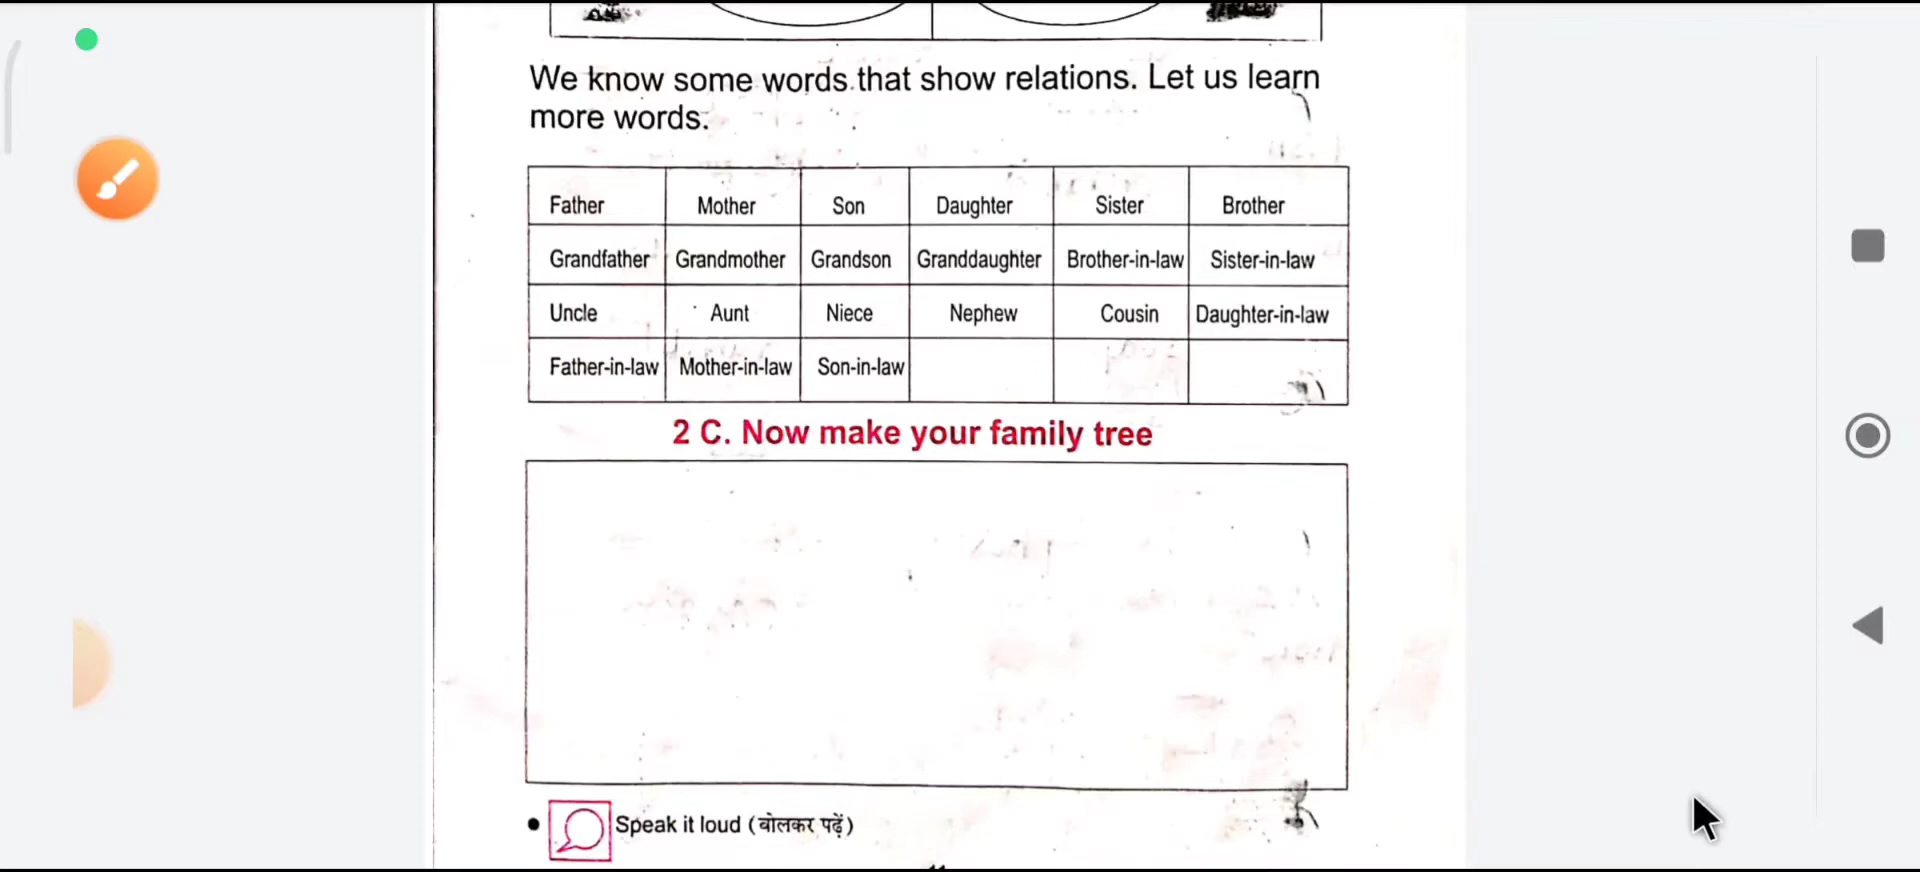 We know some words that show relations. Let us learn
more words.
Father Mother Son Daughter Sister Brother
Grandfather Grandmother Grandson Granddaughter Brother-in-law Sister-in-law
Uncle Aunt Niece Nephew Cousin Daughter-in-law
Father-in-law Mother-in-law Son-in-law
2 C. Now make your family tree
Speak it loud (बोलकर पढ़ें)